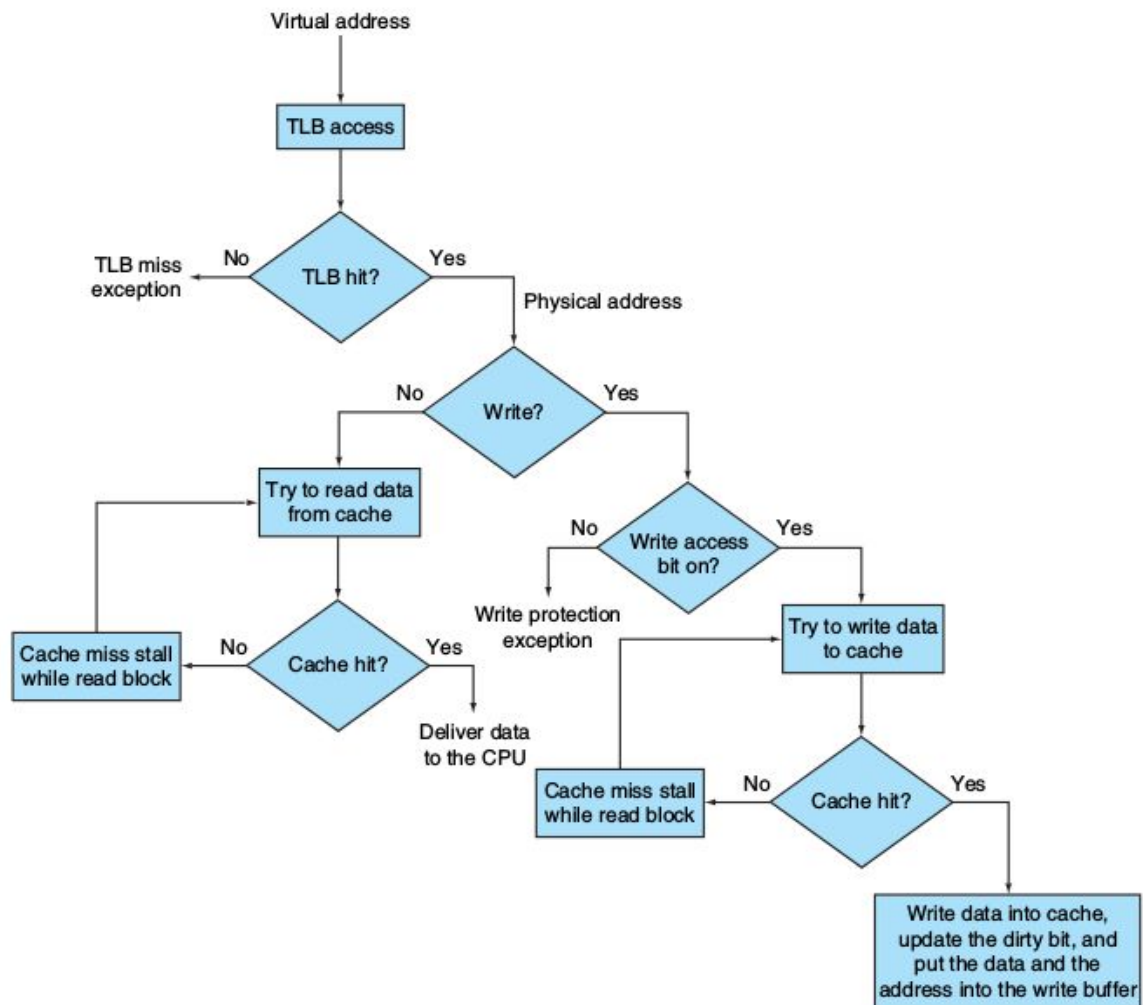 Virtual address
TLB access
TLB hit?
No
Yes
TLB miss
exception
Physical address
Write?
No
Yes
Try to read data
from cache
Write access
bit on?
No
Yes
Write protection
exception
Try to write data
to cache
Cache hit?
No
Yes
Cache miss stall
while read block
Deliver data
to the CPU
Cache hit?
No
Yes
Cache miss stall
while read block
Write data into cache,
update the dirty bit, and
put the data and the
address into the write buffer